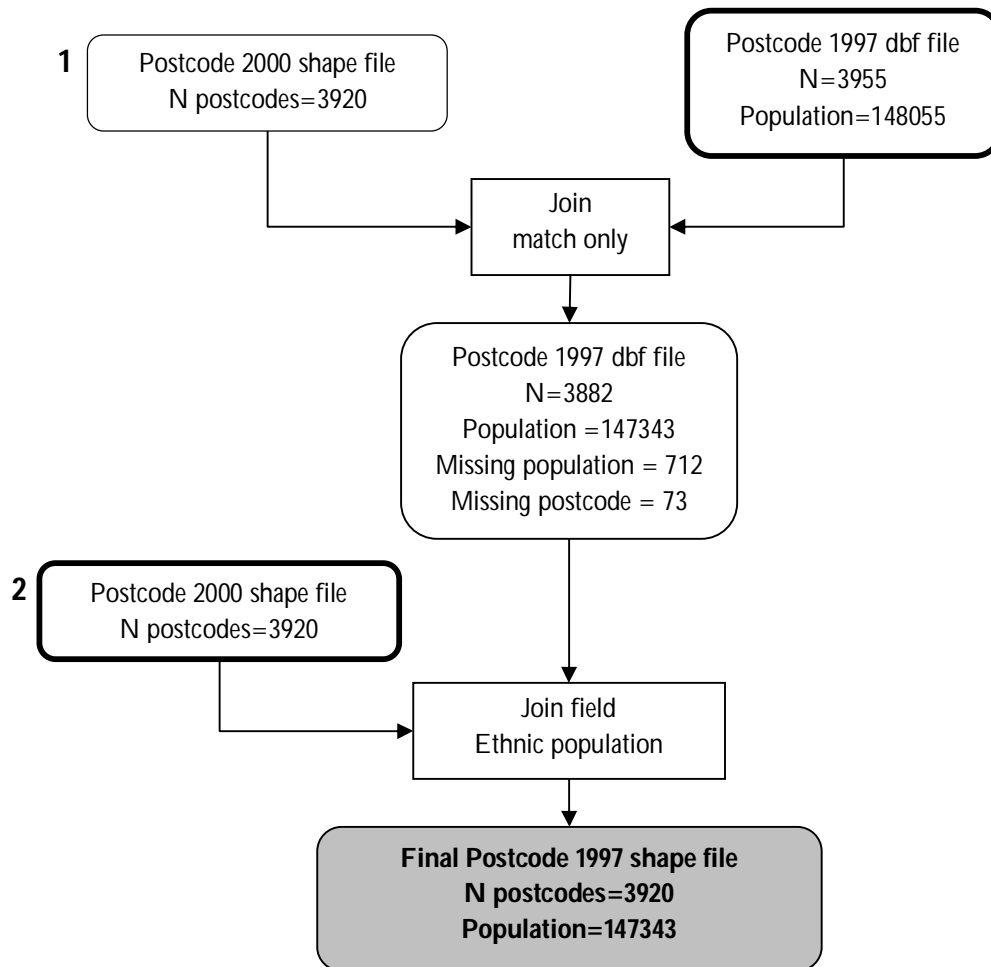 1
Postcode 2000 shape file
N postcodes=3920
Postcode 1997 dbf file
N=3955
Population=148055
Join
match only
Postcode 1997 dbf file
N=3882
Population =147343
Missing population = 712
Missing postcode = 73
2
Postcode 2000 shape file
N postcodes=3920
Join field
Ethnic population
Final Postcode 1997 shape file
N postcodes=3920
Population=147343